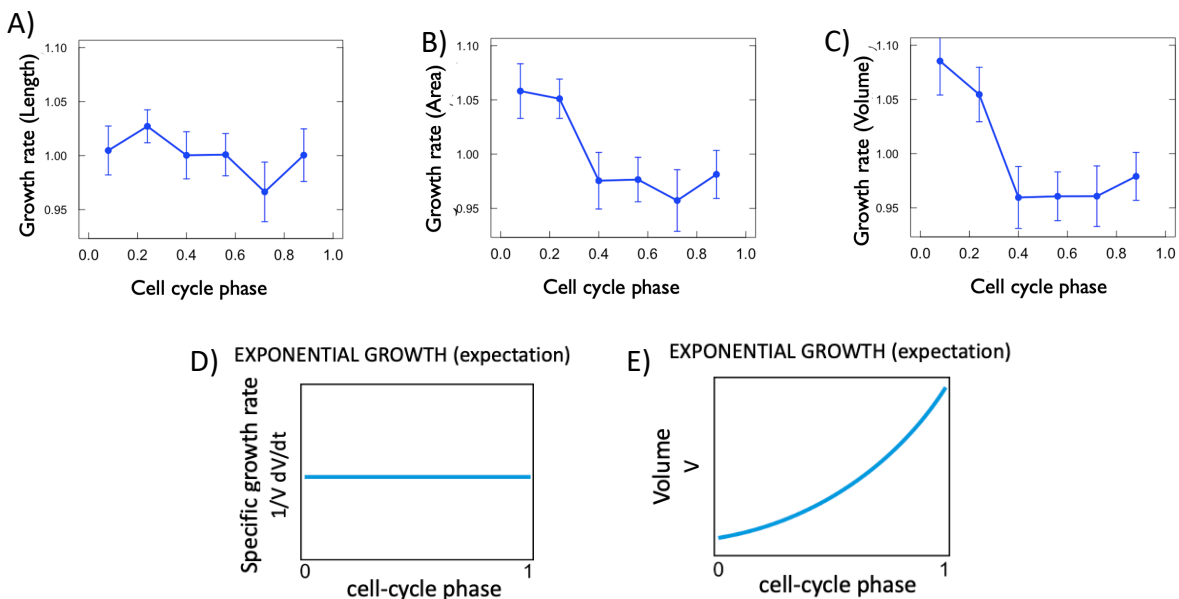 A)
Growth rate (Length)
1.10
1.05
1.00
0.95
0.0 0.2 0.4 0.6 0.8 1.0
Cell cycle phase
B)
Growth rate (Area)
1.10
1.05
1.00
0.95
0.0 0.2 0.4 0.6 0.8 1.0
Cell cycle phase
C)
Growth rate (Volume)
1.10
1.05
1.00
0.95
0.0 0.2 0.4 0.6 0.8 1.0
Cell cycle phase
D)
EXPONENTIAL GROWTH (expectation)
Specific growth rate
1/V dV/dt
0 1
cell-cycle phase
E)
EXPONENTIAL GROWTH (expectation)
Volume
V
0 1
cell-cycle phase